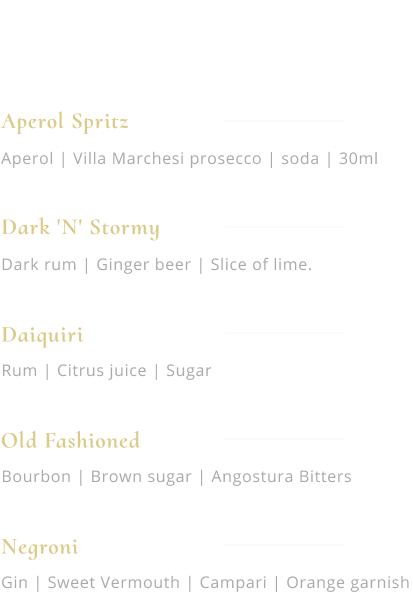 Aperol Spritz
Aperol | Villa Marchesi prosecco | soda | 30ml
Dark 'N' Stormy
Dark rum | Ginger beer | Slice of lime.
Daiquiri
Rum | Citrus juice | Sugar
Old Fashioned
Bourbon | Brown sugar | Angostura Bitters
Negroni
Gin | Sweet Vermouth | Campari | Orange garnish